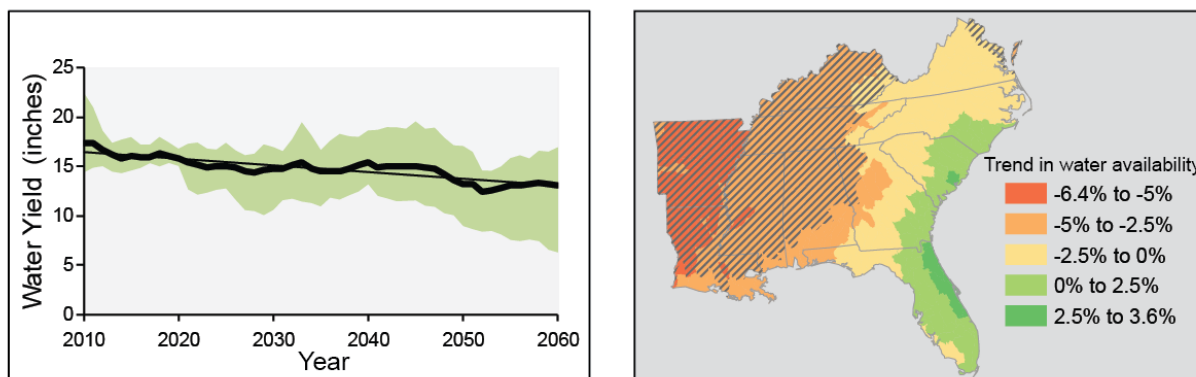 Water Yield (inches)
25
20
15
10
5
0
2010
2020
2030
2040
2050
2060
Year
Trend in water availability
-6.4% to -5%
-5% to -2.5%
-2.5% to 0%
0% to 2.5%
2.5% to 3.6%